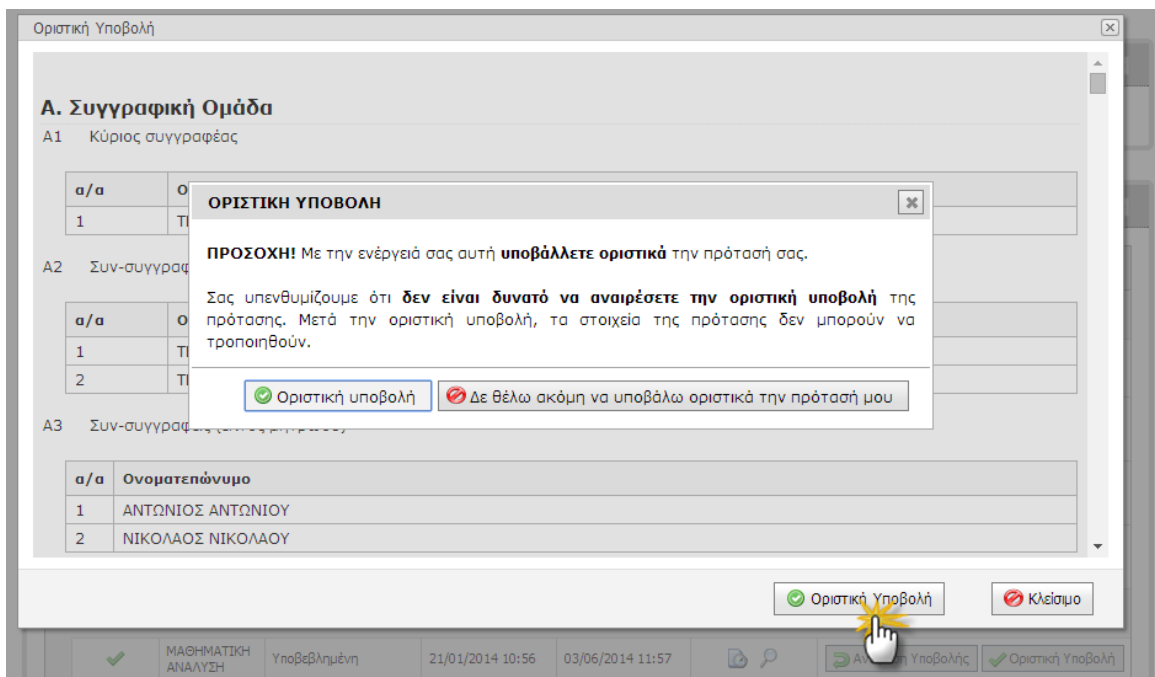 Οριστική Υποβολή
Α. Συγγραφική Ομάδα
Α1 Κύριος συγγραφέας
α/α
1
ΟΡΙΣΤΙΚΗ ΥΠΟΒΟΛΗ
ΠΡΟΣΟΧΗ! Με την ενέργειά σας αυτή υποβάλλετε οριστικά την πρότασή σας.
Σας υπενθυμίζουμε ότι δεν είναι δυνατό να αναιρέσετε την οριστική υποβολή της
πρότασης. Μετά την οριστική υποβολή, τα στοιχεία της πρότασης δεν μπορούν να
τροποιηθούν.
Οριστική υποβολή Δε θέλω ακόμη να υποβάλω οριστικά την πρότασή μου
Α2
α/α
1
2
Α3
α/α Ονοματεπώνυμο
1 ΑΝΤΩΝΙΟΣ ΑΝΤΩΝΙΟΥ
2 ΝΙΚΟΛΑΟΣ ΝΙΚΟΛΑΟΥ
Οριστική Υποβολή Κλείσιμο
ΜΑΘΗΜΑΤΙΚΗ
ΑΝΑΛΥΣΗ
Υποβεβλημένη 21/01/2014 10:56 03/06/2014 11:57 Υποβολής Οριστική Υποβολή